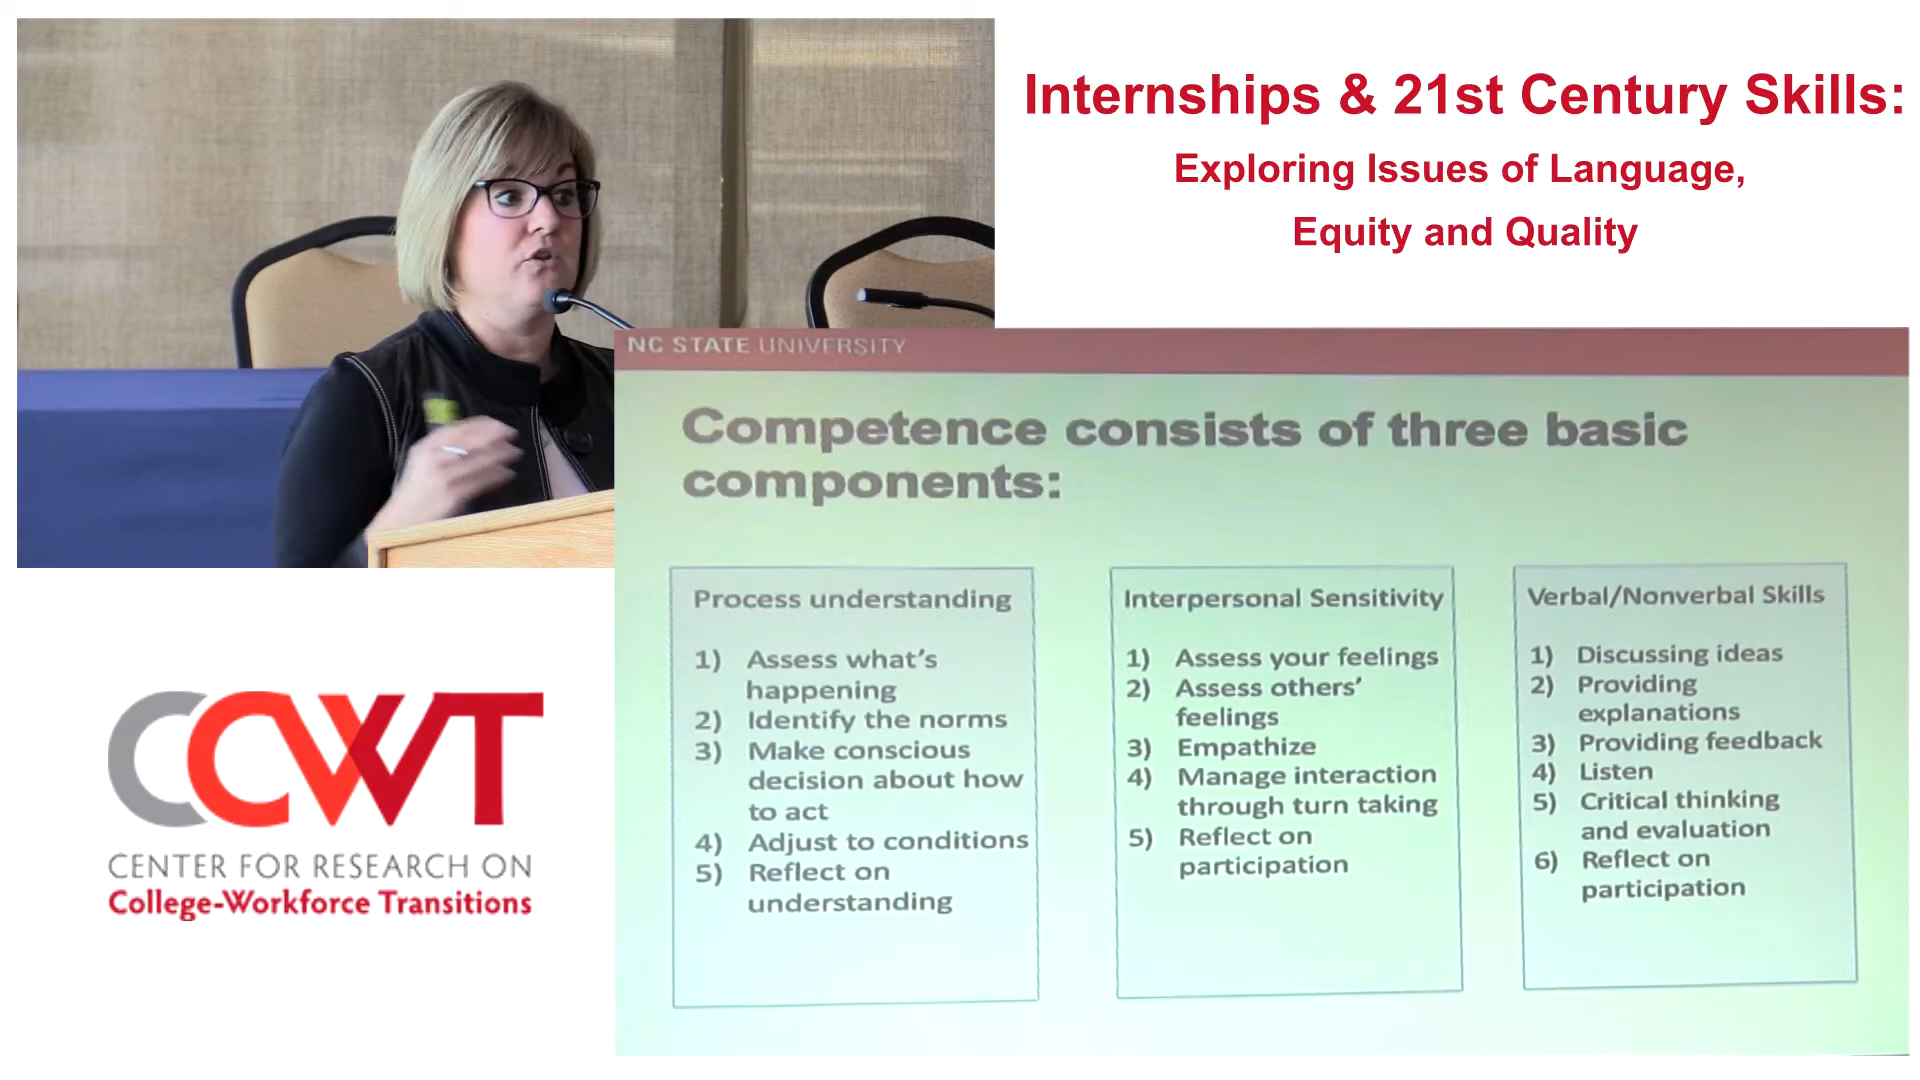 Internships & 21st Century Skills:
Exploring Issues of Language,
Equity and Quality
NC STATE UNIVERSITY
Competence consists of three basic
components:
Process understanding
1) Assess what's
happening
2) Identify the norms
3) Make conscious
decision about how
to act
4) Adjust to conditions
5) Reflect on
understanding
Interpersonal Sensitivity
1) Assess your feelings
2) Assess others'
feelings
3) Empathize
4) Manage interaction
through turn taking
5) Reflect on
participation
Verbal/Nonverbal Skills
1) Discussing ideas
2) Providing
explanations
3) Providing feedback
4) Listen
5) Critical thinking
and evaluation
6) Reflect on
participation
CCWT
CENTER FOR RESEARCH ON
College-Workforce Transitions